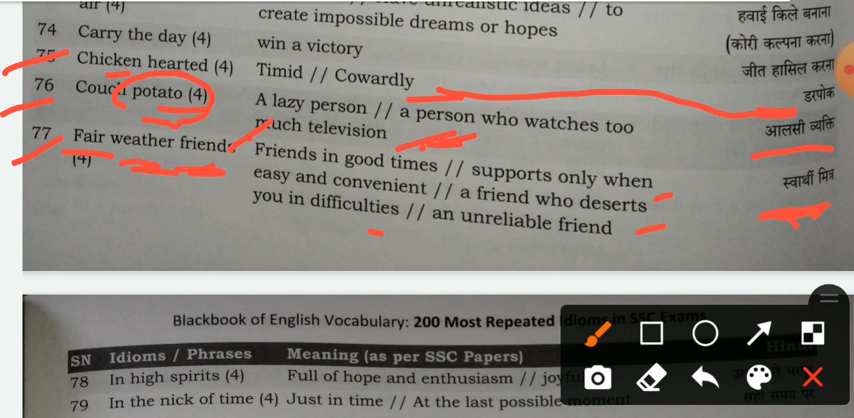 air (4)
unrealistic ideas // to
create impossible dreams or hopes
हवाई किले बनाना
(कोरी कल्पना करना)
74 Carry the day (4) win a victory जीत हासिल करना
75 Chicken hearted (4) Timid // Cowardly डरपोक
76 Couch potato (4) A lazy person // a person who watches too आलसी व्यक्ति
much television
77 Fair weather friends Friends in good times // supports only when स्वार्थी मित्र
(4) easy and convenient // a friend who deserts
you in difficulties // an unreliable friend
Blackbook of English Vocabulary: 200 Most Repeated Idioms in SSC Exams
SN Idioms / Phrases Meaning (as per SSC Papers) Hindi
78 In high spirits (4) Full of hope and enthusiasm //
79 In the nick of time (4) Just in time // At the last possible moment